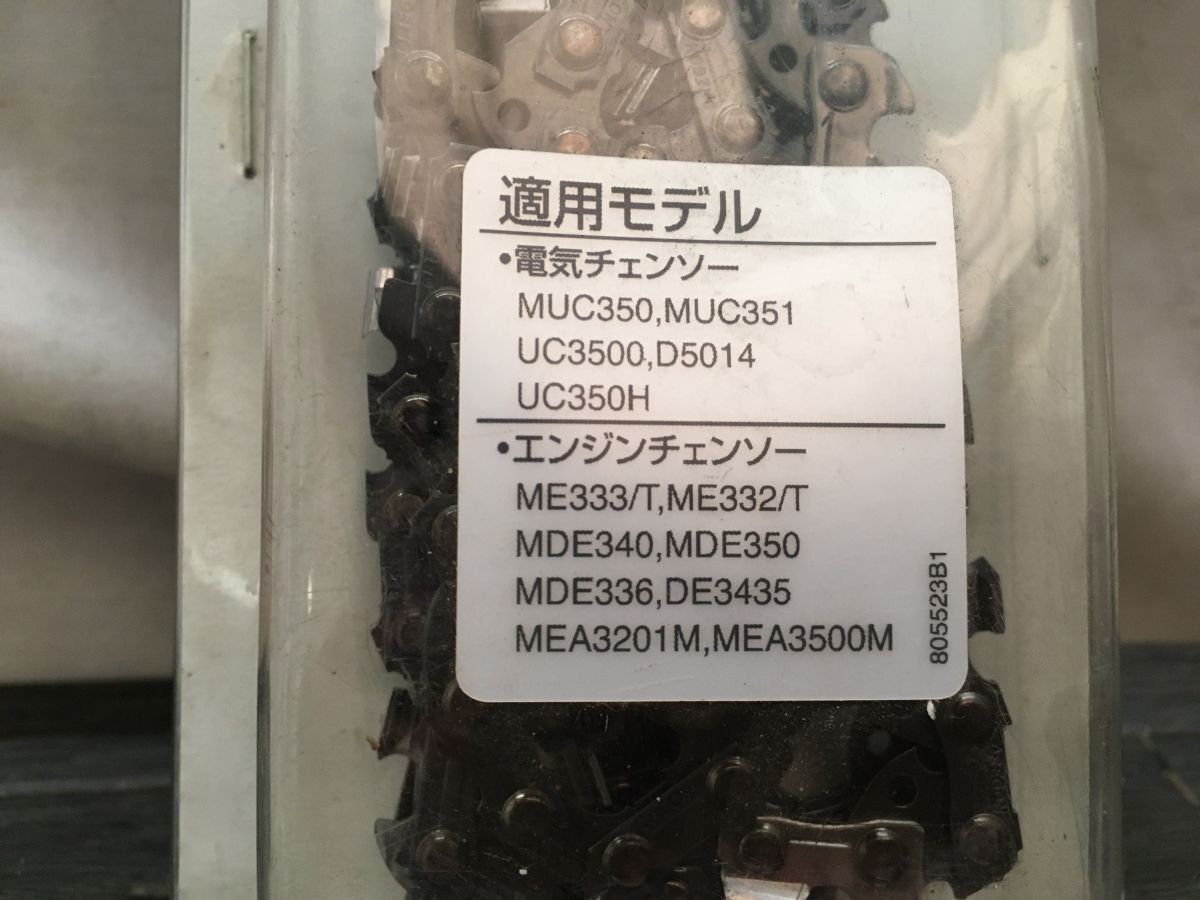 適用モデル
•電気チェンソー
MUC350,MUC351
UC3500,D5014
UC350H
•エンジンチェンソー
ME333/T,ME332/T
MDE340,MDE350
MDE336,DE3435
MEA3201M,MEA3500M
805523B1